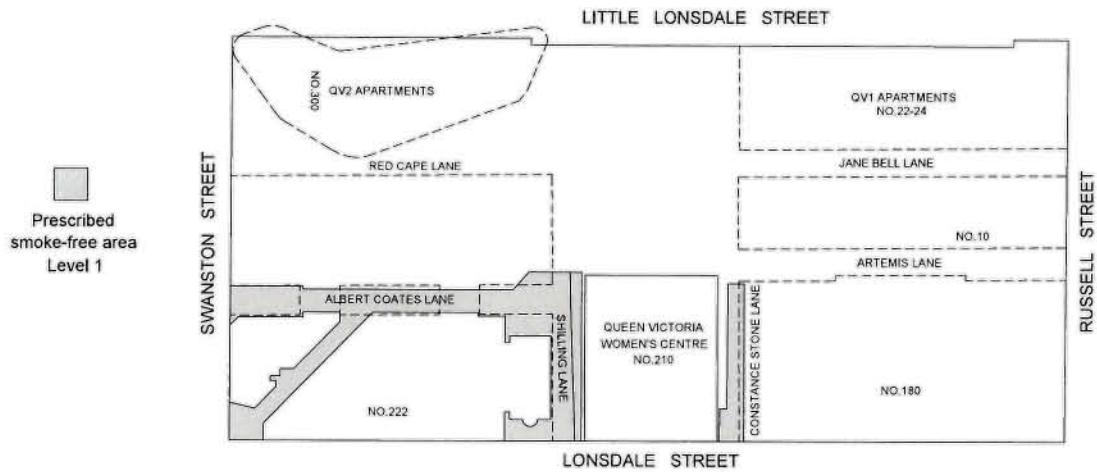 LITTLE LONSDALE STREET
NO.300
QV2 APARTMENTS
QV1 APARTMENTS
NO.22-24
RED CAPE LANE
JANE BELL LANE
Prescribed
smoke-free area
Level 1
SWANSTON STREET
RUSSELL STREET
NO.10
ARTEMIS LANE
ALBERT COATES LANE
SHILLING LANE
QUEEN VICTORIA
WOMEN'S CENTRE
NO.210
CONSTANCE STONE LANE
NO.180
NO.222
LONSDALE STREET